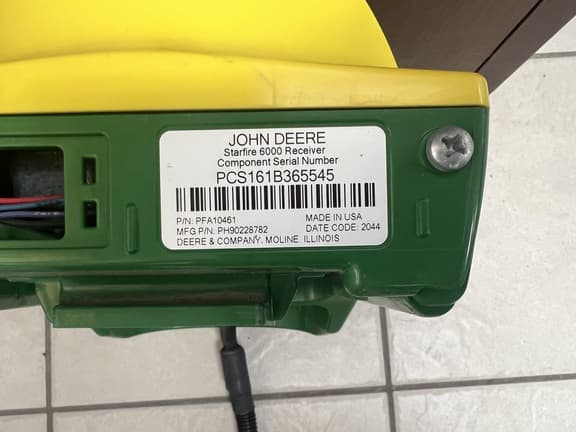 JOHN DEERE
Starfire 6000 Receiver
Component Serial Number
PCS161B365545
P/N: PFA10461 MADE IN USA
MFG P/N: PH90228782 DATE CODE: 2044
DEERE & COMPANY, MOLINE, ILLINOIS